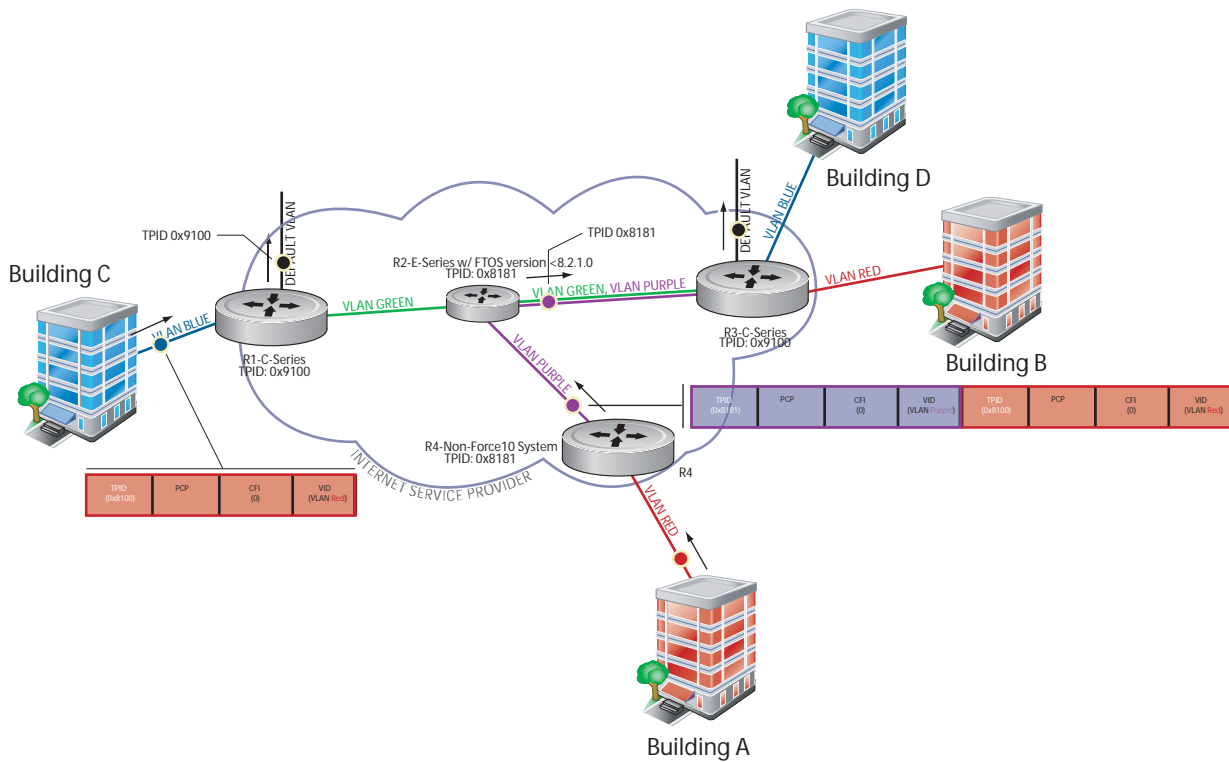 Building D
VLAN BLUE
DEFAULT VLAN
TPID 0x9100
DEFAULT VLAN
TPID 0x8181
R2-E-Series w/ FTOS version <8.2.1.0
TPID: 0x8181
Building C
VLAN BLUE
R1-C-Series
TPID: 0x9100
VLAN GREEN
VLAN GREEN, VLAN PURPLE
R3-C-Series
TPID: 0x9100
VLAN RED
Building B
VLAN PURPLE
TPID (0x8181) PCP CFI (0) VID (VLAN Purple) TPID (0x8100) PCP CFI (0) VID (VLAN Red)
R4-Non-Force10 System
TPID: 0x8181
R4
INTERNET SERVICE PROVIDER
TPID (0x8100) PCP CFI (0) VID (VLAN Red)
VLAN RED
Building A